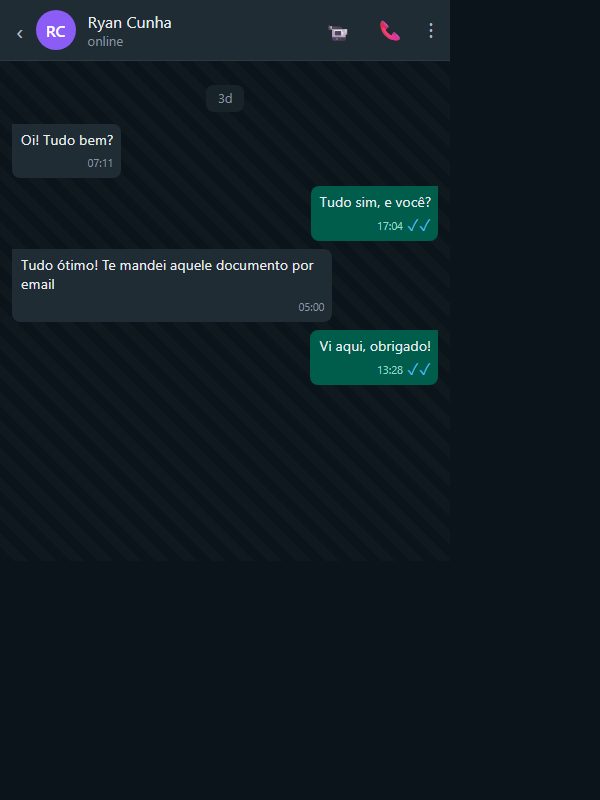 RC
Ryan Cunha
online
3d
Oi! Tudo bem?
07:11
Tudo sim, e você?
17:04
Tudo ótimo! Te mandei aquele documento por
email
05:00
Vi aqui, obrigado!
13:28